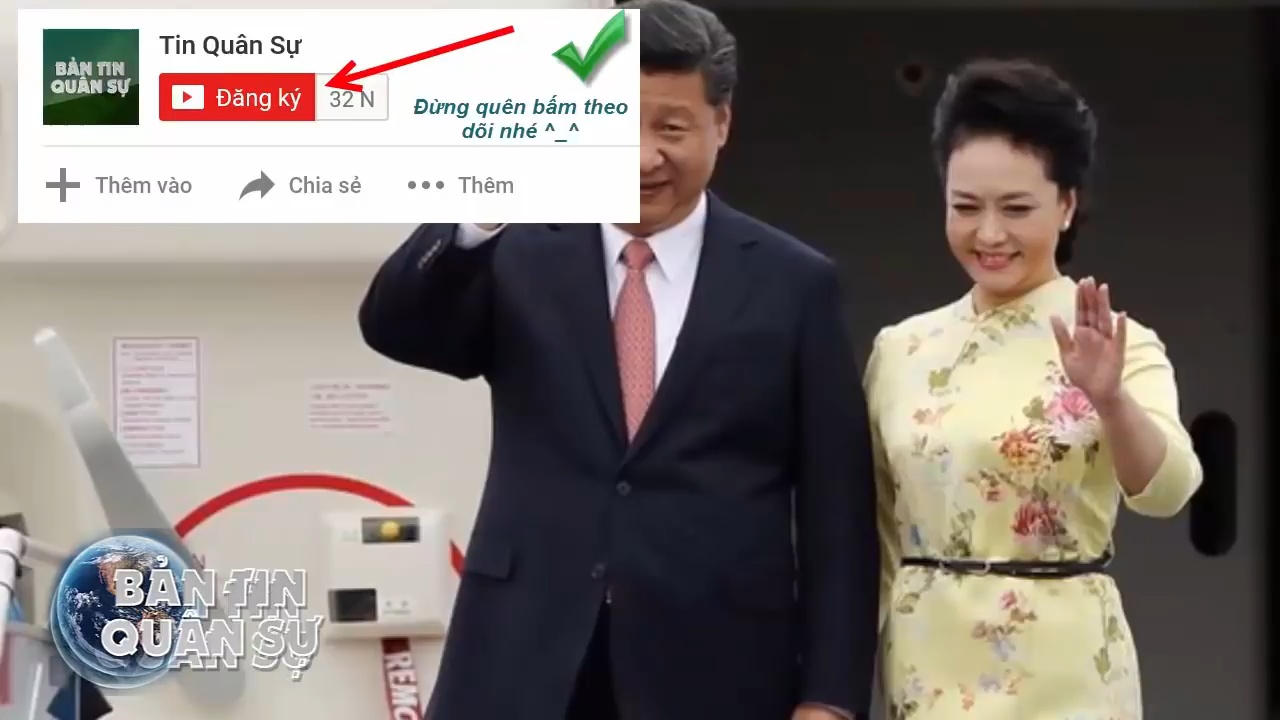 Tin Quân Sự
BẢN TIN
QUÂN SỰ
Đăng ký
32 N
Đừng quên bấm theo
dõi nhé ^_^
Thêm vào
Chia sẻ
Thêm
BẢN TIN
QUÂN SỰ
REMO